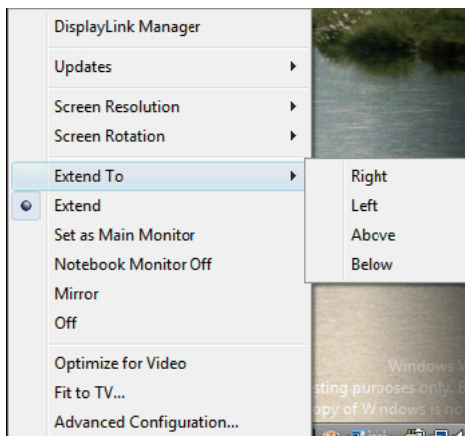 DisplayLink Manager
Updates
Screen Resolution
Screen Rotation
Extend To
Right
Extend
Left
Set as Main Monitor
Above
Notebook Monitor Off
Below
Mirror
Off
Optimize for Video
Windows
Fit to TV...
sting purposes only.
Advanced Configuration...
opy of Windows is no